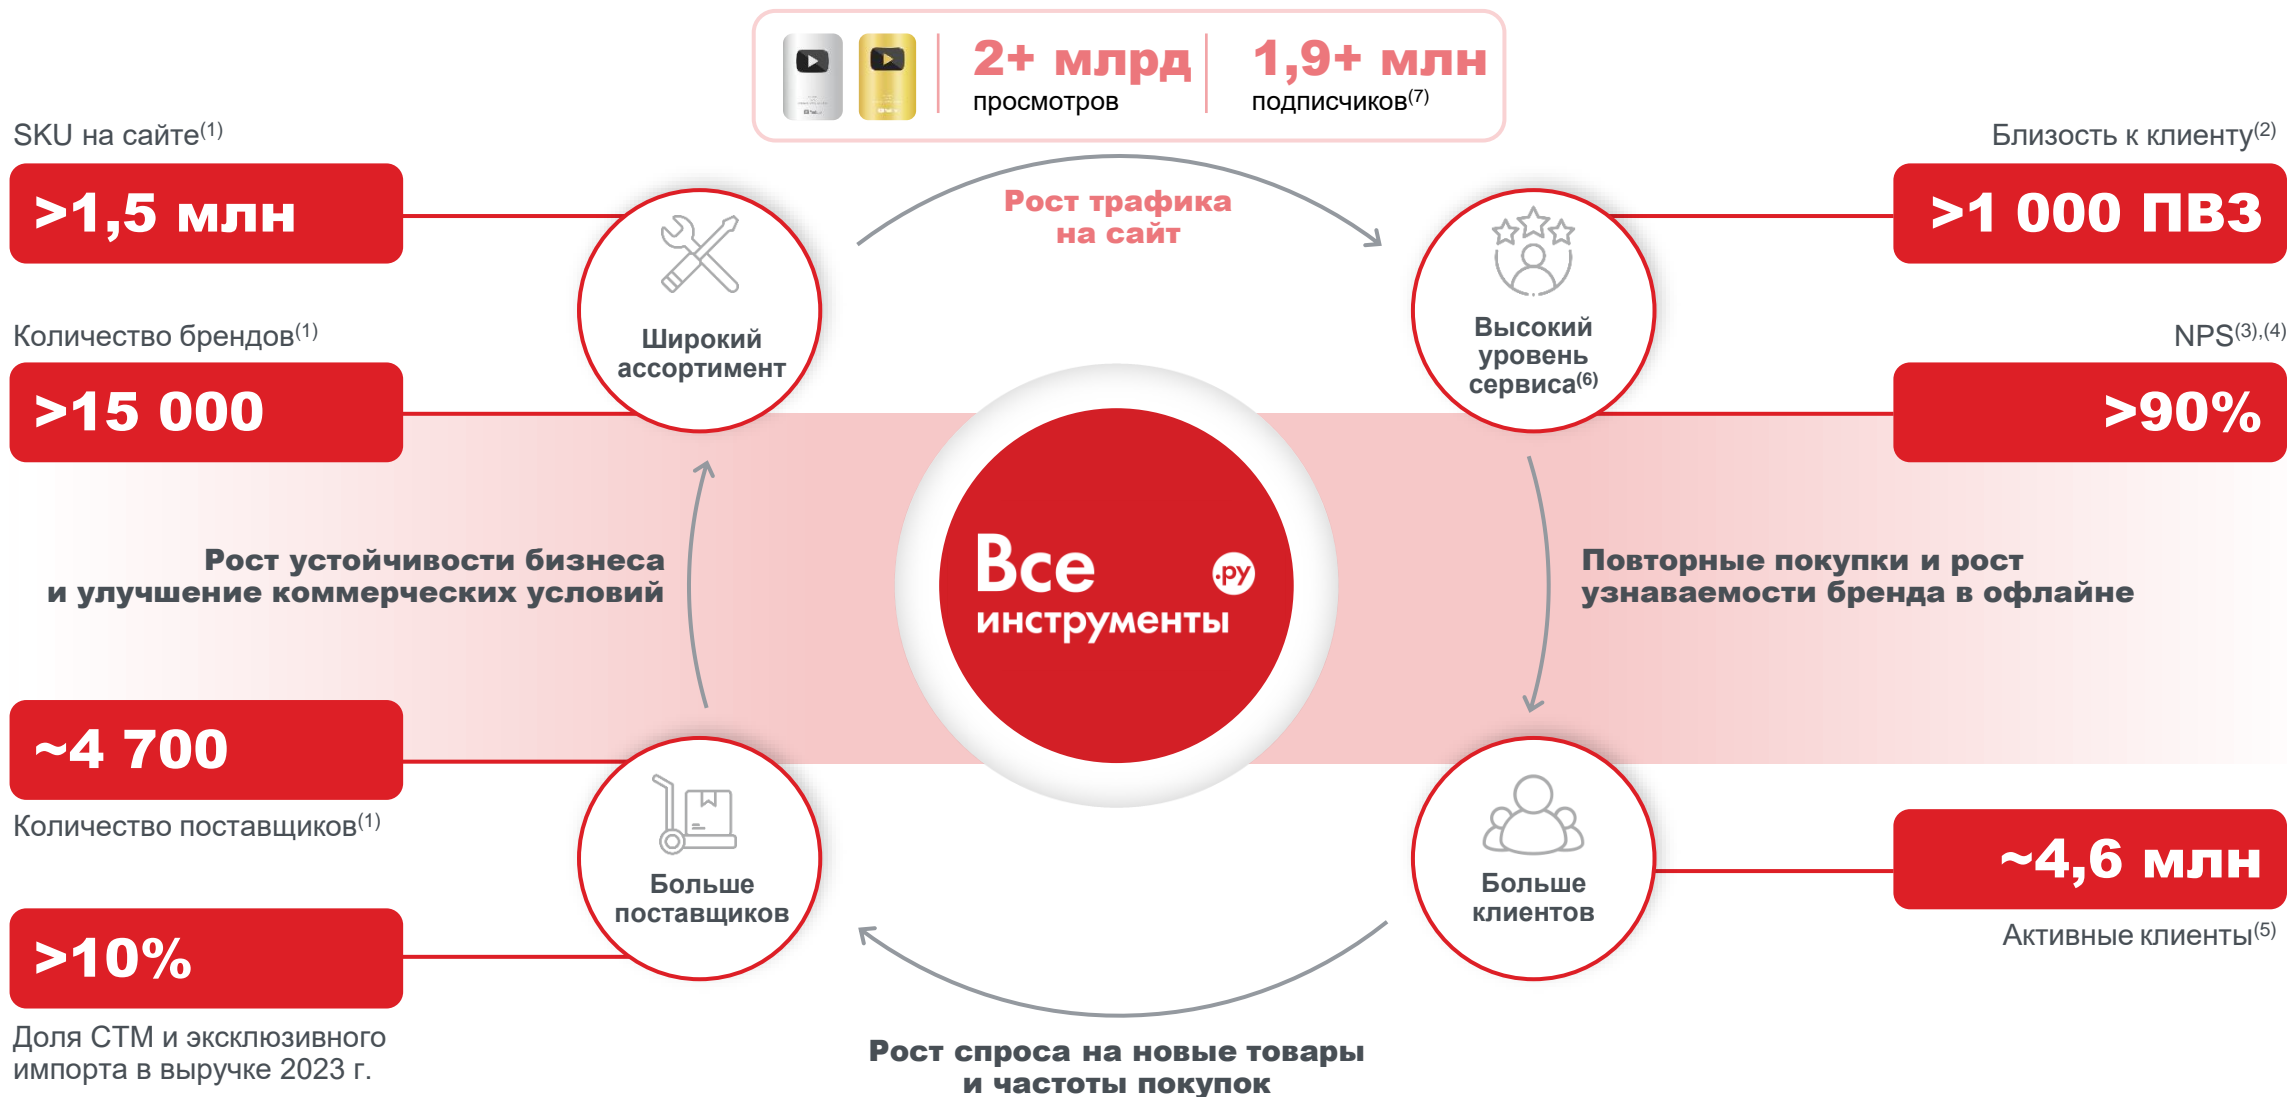 2+ млрд
просмотров
1,9+ млн
подписчиков(7)
SKU на сайте(1)
>1,5 млн
Количество брендов(1)
>15 000
Широкий
ассортимент
Рост трафика
на сайт
Высокий
уровень
сервиса(6)
Близость к клиенту(2)
>1 000 ПВЗ
NPS(3),(4)
>90%
Рост устойчивости бизнеса
и улучшение коммерческих условий
Все
.ру
инструменты
Повторные покупки и рост
узнаваемости бренда в офлайне
~4 700
Количество поставщиков(1)
>10%
Доля СТМ и эксклюзивного
импорта в выручке 2023 г.
Больше
поставщиков
Больше
клиентов
~4,6 млн
Активные клиенты(5)
Рост спроса на новые товары
и частоты покупок